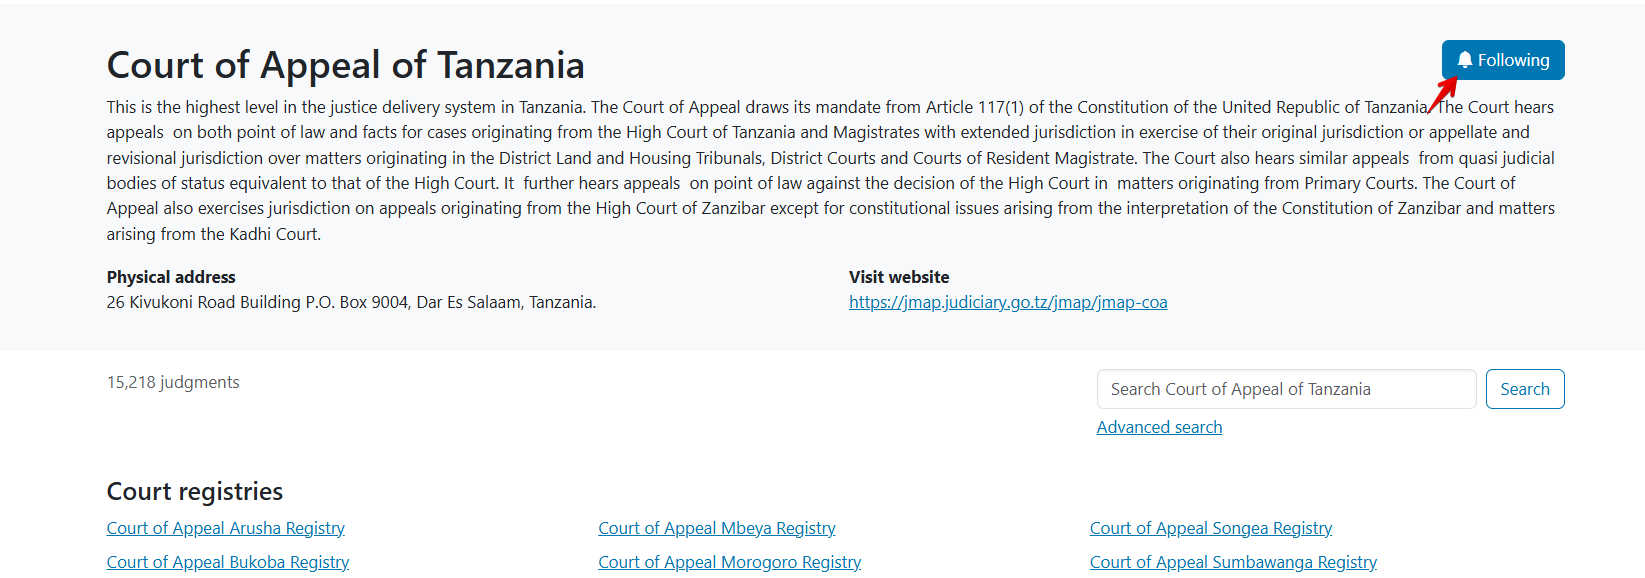 Court of Appeal of Tanzania
Following
This is the highest level in the justice delivery system in Tanzania. The Court of Appeal draws its mandate from Article 117(1) of the Constitution of the United Republic of Tanzania. The Court hears
appeals  on both point of law and facts for cases originating from the High Court of Tanzania and Magistrates with extended jurisdiction in exercise of their original jurisdiction or appellate and
revisional jurisdiction over matters originating in the District Land and Housing Tribunals, District Courts and Courts of Resident Magistrate. The Court also hears similar appeals  from quasi judicial
bodies of status equivalent to that of the High Court. It  further hears appeals  on point of law against the decision of the High Court in  matters originating from Primary Courts. The Court of
Appeal also exercises jurisdiction on appeals originating from the High Court of Zanzibar except for constitutional issues arising from the interpretation of the Constitution of Zanzibar and matters
arising from the Kadhi Court.
Physical address
26 Kivukoni Road Building P.O. Box 9004, Dar Es Salaam, Tanzania.
Visit website
https://jmap.judiciary.go.tz/jmap/jmap-coa
15,218 judgments
Search Court of Appeal of Tanzania
Search
Advanced search
Court registries
Court of Appeal Arusha Registry
Court of Appeal Mbeya Registry
Court of Appeal Songea Registry
Court of Appeal Bukoba Registry
Court of Appeal Morogoro Registry
Court of Appeal Sumbawanga Registry